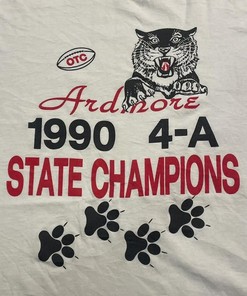 OTC
Ardmore
1990 4-A
STATE CHAMPIONS